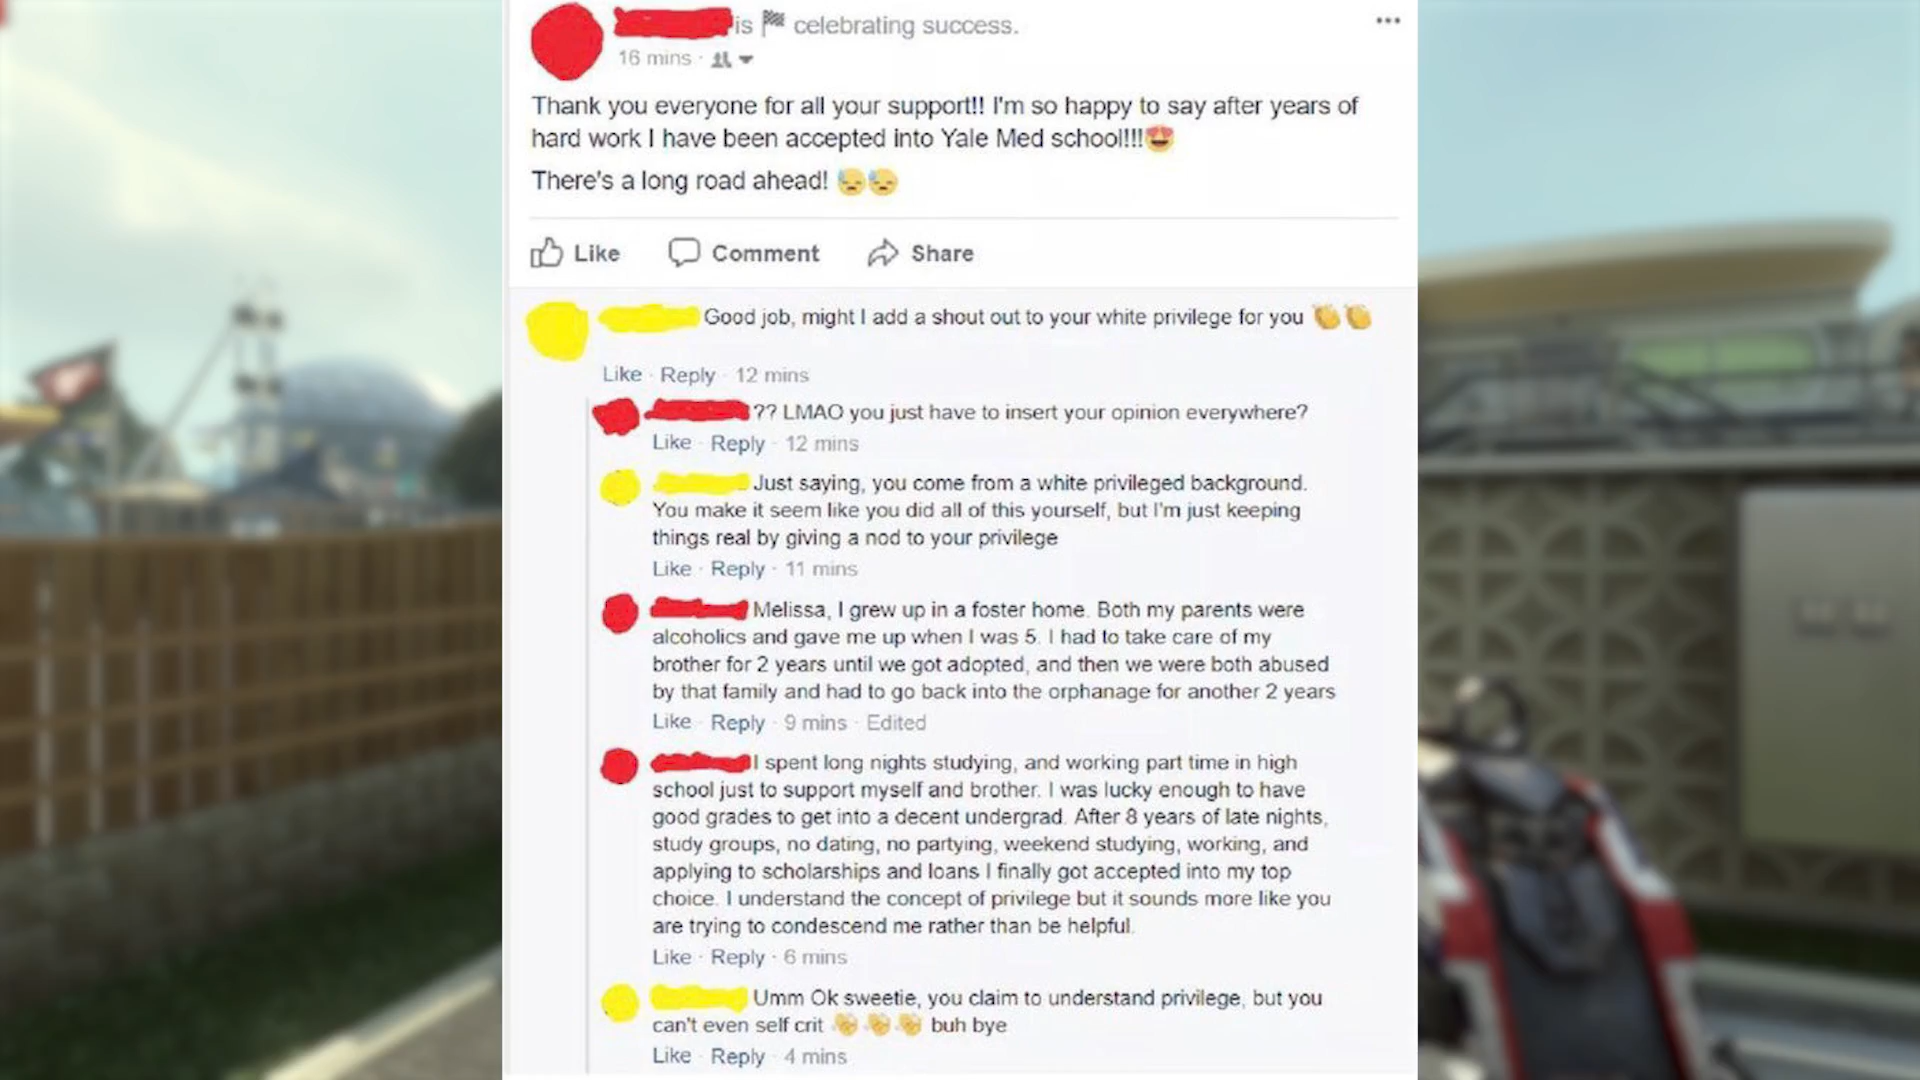 is celebrating success.
16 mins ·
Thank you everyone for all your support!! I'm so happy to say after years of
hard work I have been accepted into Yale Med school!!!😍
There's a long road ahead! 😓😓
Like Comment Share
Good job, might I add a shout out to your white privilege for you 👏👏
Like · Reply · 12 mins
?? LMAO you just have to insert your opinion everywhere?
Like · Reply · 12 mins
Just saying, you come from a white privileged background.
You make it seem like you did all of this yourself, but I'm just keeping
things real by giving a nod to your privilege
Like · Reply · 11 mins
Melissa, I grew up in a foster home. Both my parents were
alcoholics and gave me up when I was 5. I had to take care of my
brother for 2 years until we got adopted, and then we were both abused
by that family and had to go back into the orphanage for another 2 years
Like · Reply · 9 mins · Edited
I spent long nights studying, and working part time in high
school just to support myself and brother. I was lucky enough to have
good grades to get into a decent undergrad. After 8 years of late nights,
study groups, no dating, no partying, weekend studying, working, and
applying to scholarships and loans I finally got accepted into my top
choice. I understand the concept of privilege but it sounds more like you
are trying to condescend me rather than be helpful.
Like · Reply · 6 mins
Umm Ok sweetie, you claim to understand privilege, but you
can't even self crit 👏👏👏 buh bye
Like · Reply · 4 mins